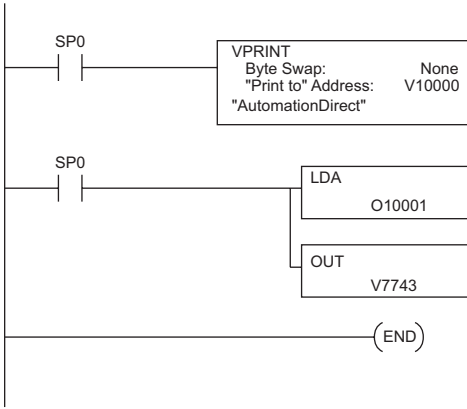 SP0
VPRINT
Byte Swap: None
"Print to" Address: V10000
"AutomationDirect"
SP0
LDA
O10001
OUT
V7743
END